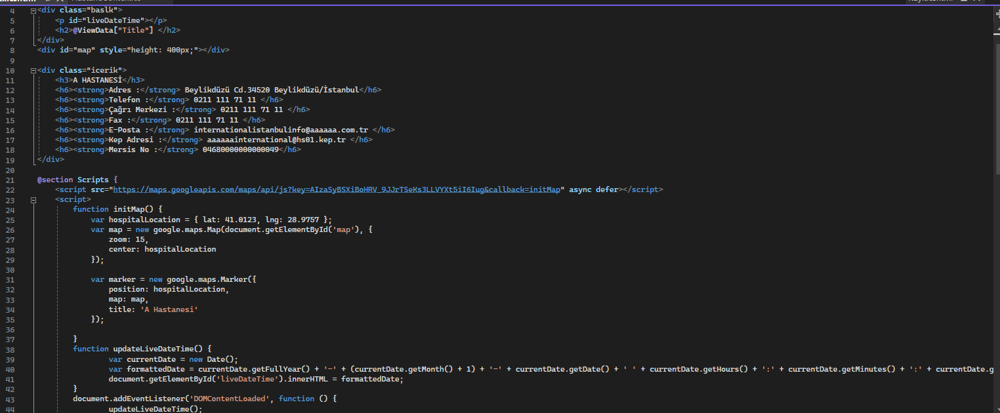 4 <div class="baslk">
5 <p id="liveDateTime"></p>
6 <h2>@ViewData["Title"] </h2>
7 </div>
8 <div id="map" style="height: 400px;"></div>
9
10 <div class="icerik">
11 <h3>A HASTANESİ</h3>
12 <h6><strong>Adres :</strong> Beylikdüzü Cd.34520 Beylikdüzü/İstanbul</h6>
13 <h6><strong>Telefon :</strong> 0211 111 71 11 </h6>
14 <h6><strong>Çağrı Merkezi :</strong> 0211 111 71 11 </h6>
15 <h6><strong>Fax :</strong> 0211 111 71 11 </h6>
16 <h6><strong>E-Posta :</strong> internationalistanbulinfo@aaaaaa.com.tr </h6>
17 <h6><strong>Kep Adresi :</strong> aaaaaainternational@hs01.kep.tr </h6>
18 <h6><strong>Mersis No :</strong> 04680000000000049</h6>
19 </div>
20
21 @section Scripts {
22 <script src="https://maps.googleapis.com/maps/api/js?key=AIzaSyBSXiBoHRV_9JJrTSeKs3LLVYXt5iI6Iug&callback=initMap" async defer></script>
23 <script>
24 function initMap() {
25 var hospitalLocation = { lat: 41.0123, lng: 28.9757 };
26 var map = new google.maps.Map(document.getElementById('map'), {
27 zoom: 15,
28 center: hospitalLocation
29 });
30
31 var marker = new google.maps.Marker({
32 position: hospitalLocation,
33 map: map,
34 title: 'A Hastanesi'
35 });
36
37 }
38 function updateLiveDateTime() {
39 var currentDate = new Date();
40 var formattedDate = currentDate.getFullYear() + '-' + (currentDate.getMonth() + 1) + '-' + currentDate.getDate() + ' ' + currentDate.getHours() + ':' + currentDate.getMinutes() + ':' + currentDate.g
41 document.getElementById('liveDateTime').innerHTML = formattedDate;
42 }
43 document.addEventListener('DOMContentLoaded', function () {
44 updateLiveDateTime();